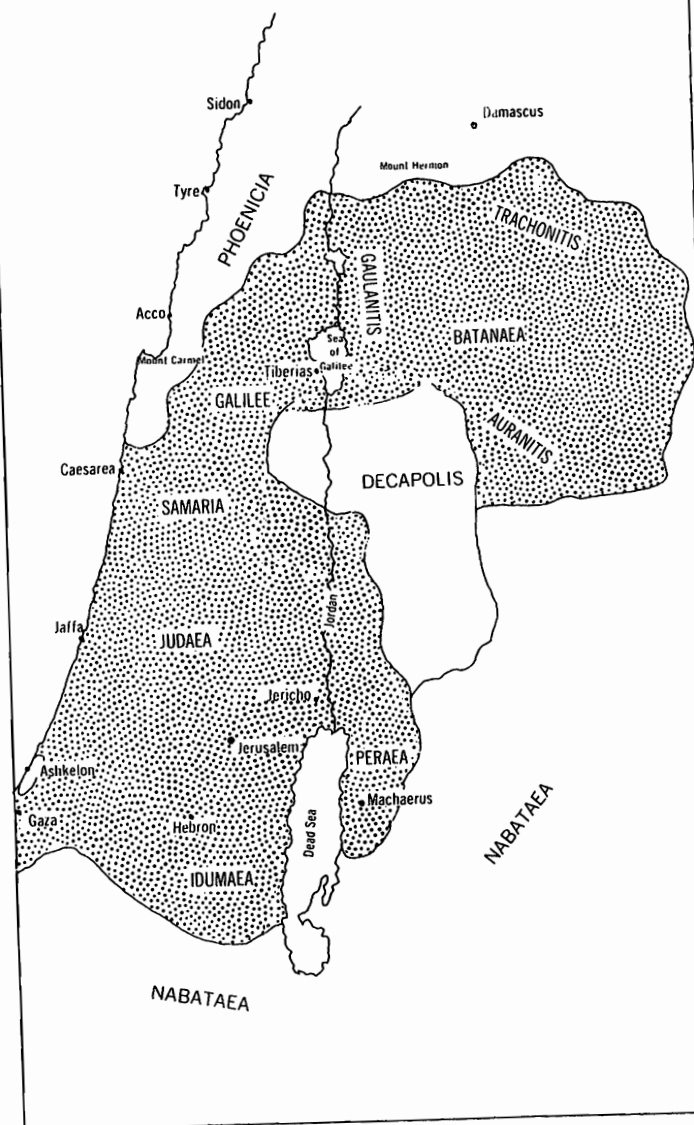 Sidon
Damascus
Mount Hermon
Tyre
PHOENICIA
TRACHONITIS
GAULANITIS
Acco
BATANAEA
Sea
of
Galilee
Mount Carmel
Tiberias
GALILEE
AURANITIS
Caesarea
DECAPOLIS
SAMARIA
Jordan
Jaffa
JUDAEA
Jericho
Jerusalem
PERAEA
Ashkelon
Machaerus
Gaza
Hebron
Dead Sea
NABATAEA
IDUMAEA
NABATAEA